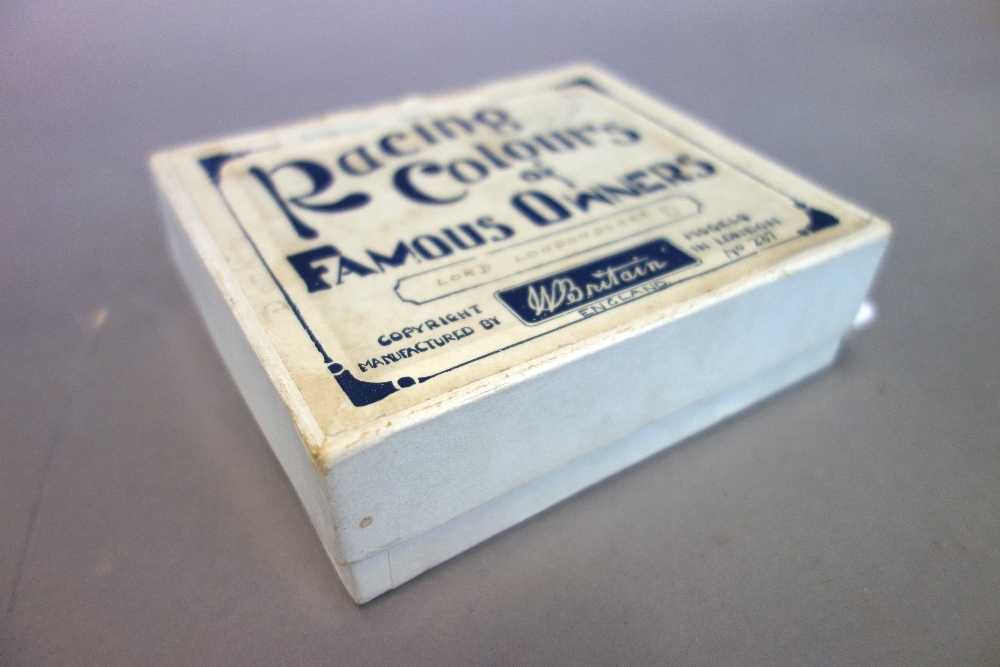 Racing
Colours
of
FAMOUS OWNERS
LORD LONDONDERRY
COPYRIGHT
MANUFACTURED BY
W Britain
ENGLAND.
MODELS
IN LONDON
No 237